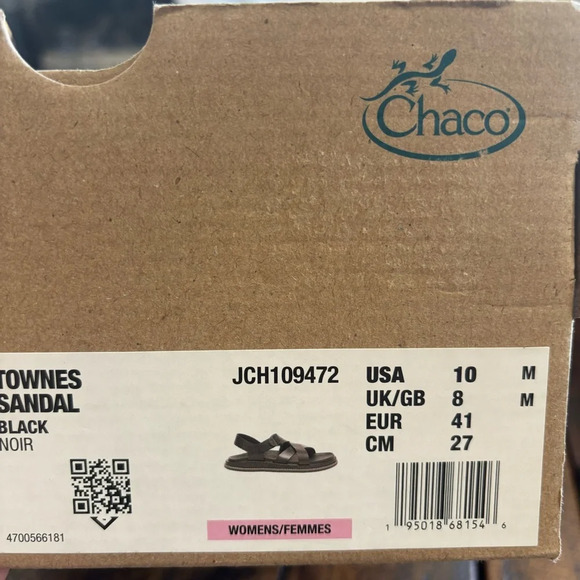 Chaco
TOWNES
SANDAL
BLACK
NOIR
4700566181
JCH109472
WOMENS/FEMMES
USA 10 M
UK/GB 8 M
EUR 41
CM 27
1 95018 68154 6